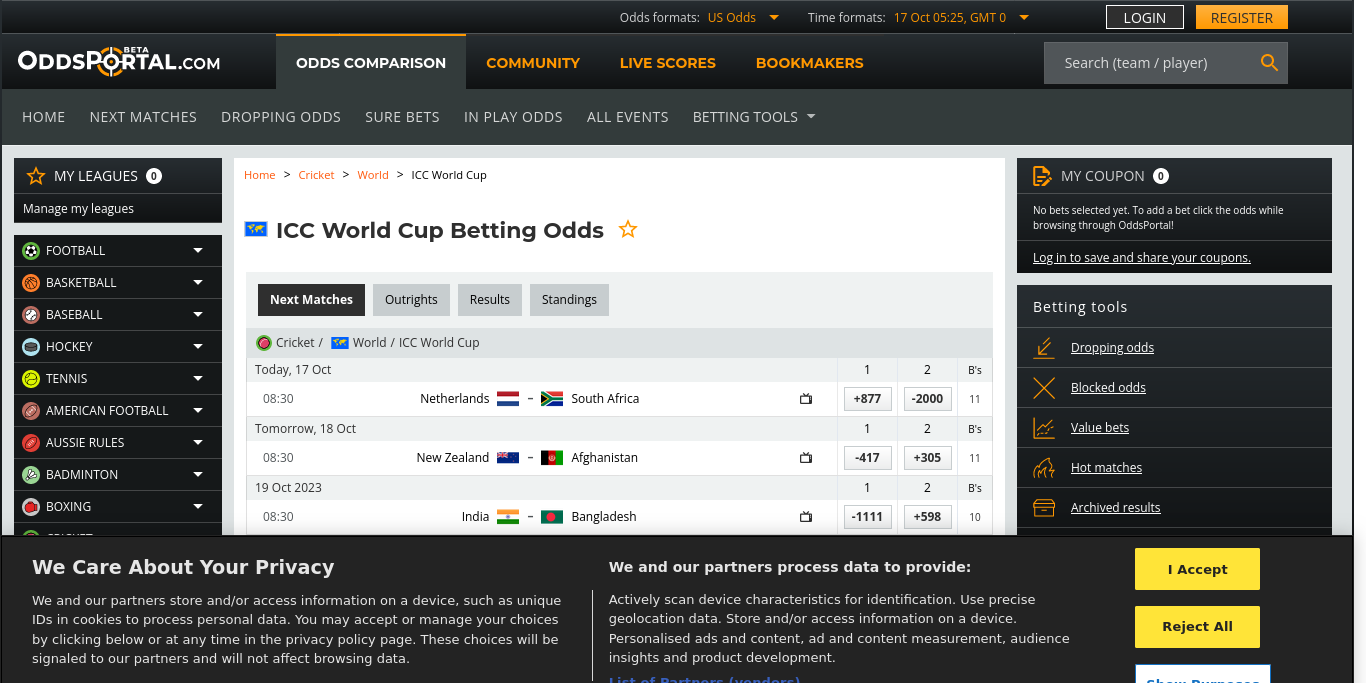 Odds formats: US Odds Time formats: 17 Oct 05:25, GMT 0 LOGIN REGISTER
ODDSPORTAL.COM BETA ODDS COMPARISON COMMUNITY LIVE SCORES BOOKMAKERS Search (team / player)
HOME NEXT MATCHES DROPPING ODDS SURE BETS IN PLAY ODDS ALL EVENTS BETTING TOOLS
MY LEAGUES 0
Manage my leagues
FOOTBALL
BASKETBALL
BASEBALL
HOCKEY
TENNIS
AMERICAN FOOTBALL
AUSSIE RULES
BADMINTON
BOXING
Home > Cricket > World > ICC World Cup
ICC World Cup Betting Odds
Next Matches Outrights Results Standings
Cricket / World / ICC World Cup
Today, 17 Oct 1 2 B's
08:30 Netherlands – South Africa +877 -2000 11
Tomorrow, 18 Oct 1 2 B's
08:30 New Zealand – Afghanistan -417 +305 11
19 Oct 2023 1 2 B's
08:30 India – Bangladesh -1111 +598 10
MY COUPON 0
No bets selected yet. To add a bet click the odds while
browsing through OddsPortal!
Log in to save and share your coupons.
Betting tools
Dropping odds
Blocked odds
Value bets
Hot matches
Archived results
We Care About Your Privacy
We and our partners store and/or access information on a device, such as unique
IDs in cookies to process personal data. You may accept or manage your choices
by clicking below or at any time in the privacy policy page. These choices will be
signaled to our partners and will not affect browsing data.
We and our partners process data to provide:
Actively scan device characteristics for identification. Use precise
geolocation data. Store and/or access information on a device.
Personalised ads and content, ad and content measurement, audience
insights and product development.
List of Partners (vendors)
I Accept
Reject All
Show Purposes